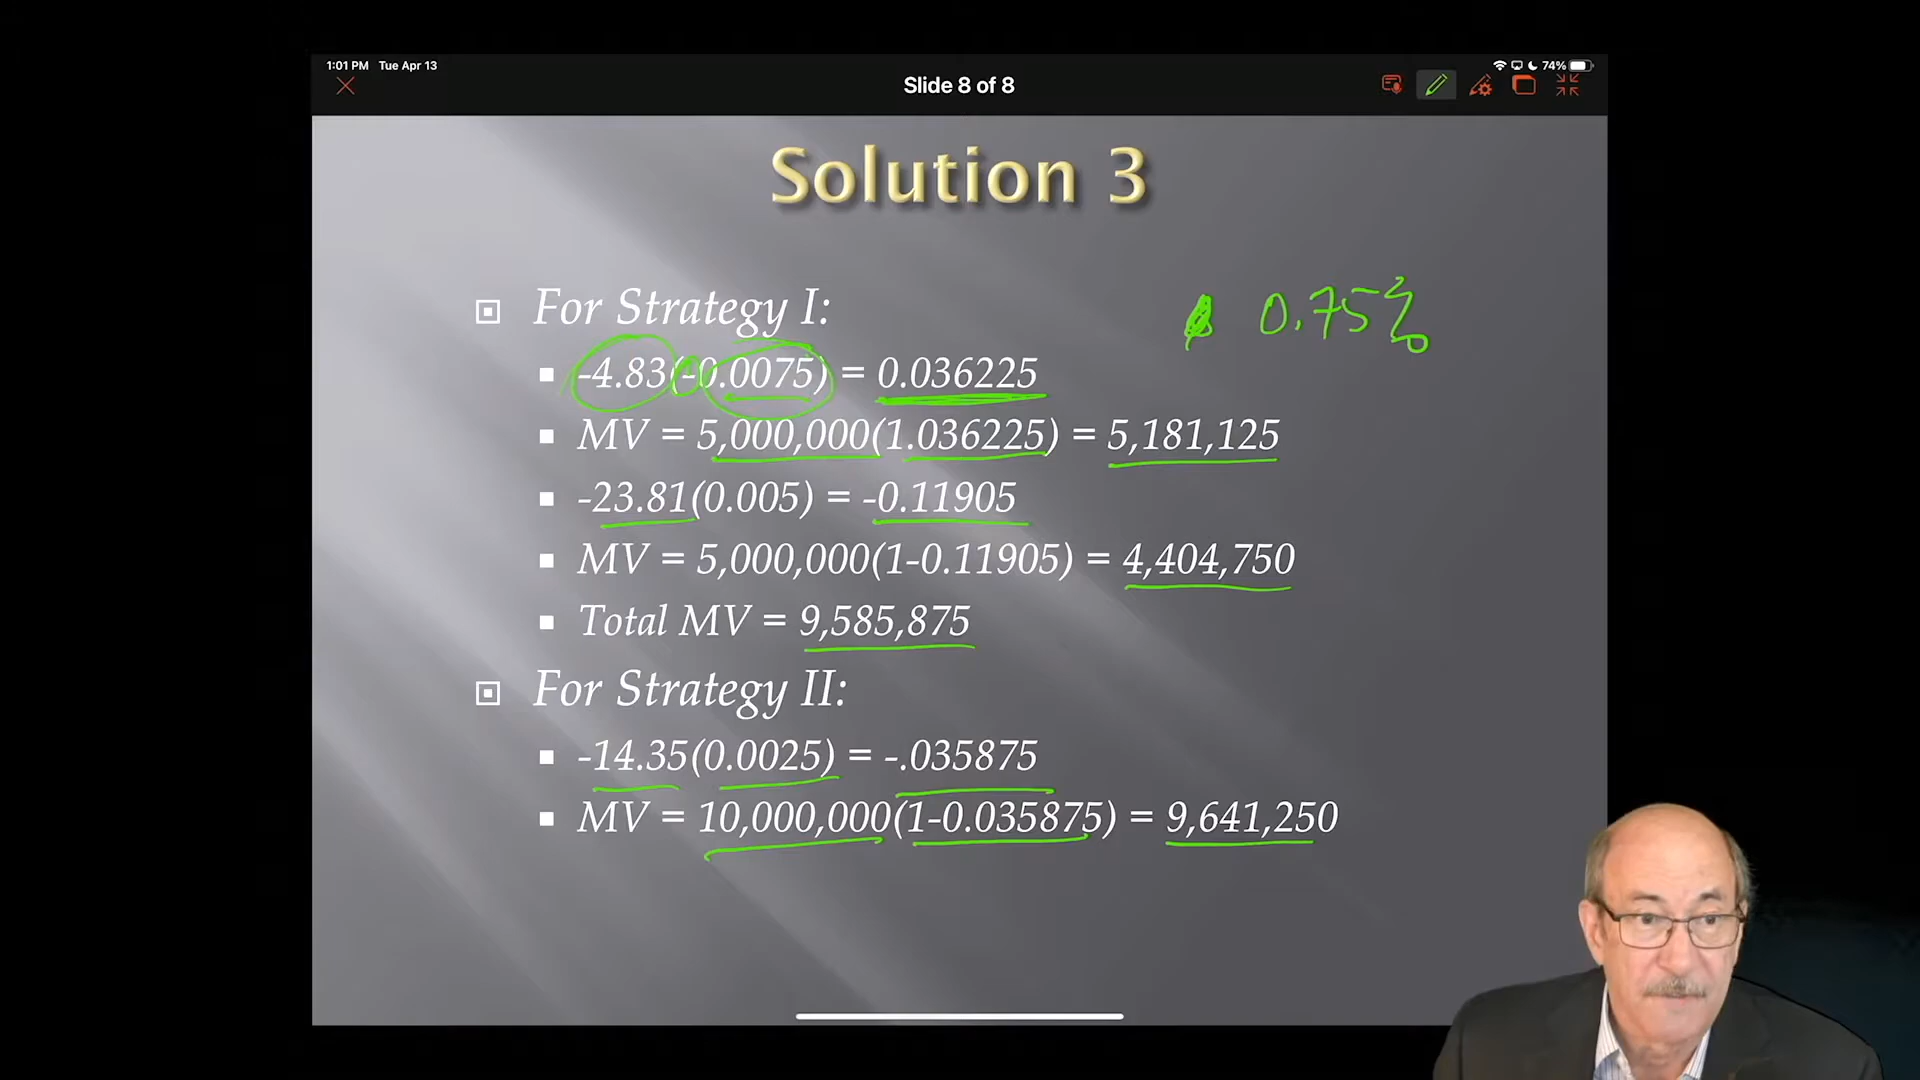 1:01 PM Tue Apr 13
74%
Slide 8 of 8
Solution 3
For Strategy I:
0.75%
-4.83(-0.0075) = 0.036225
MV = 5,000,000(1.036225) = 5,181,125
-23.81(0.005) = -0.11905
MV = 5,000,000(1-0.11905) = 4,404,750
Total MV = 9,585,875
For Strategy II:
-14.35(0.0025) = -.035875
MV = 10,000,000(1-0.035875) = 9,641,250